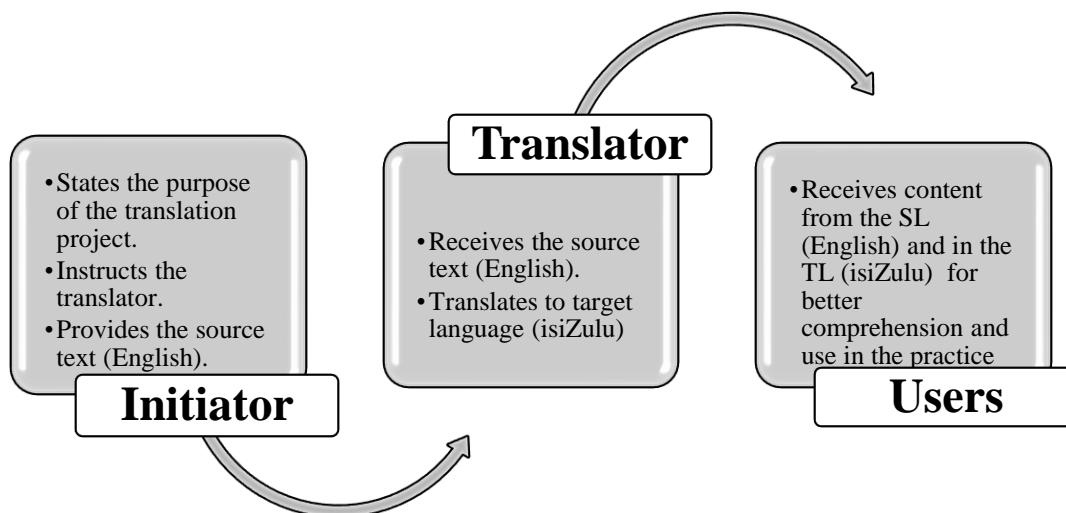 •States the purpose
of the translation
project.
•Instructs the
translator.
•Provides the source
text (English).
Initiator
Translator
•Receives the source
text (English).
•Translates to target
language (isiZulu)
•Receives content
from the SL
(English) and in the
TL (isiZulu)  for
better
comprehension and
use in the practice
Users